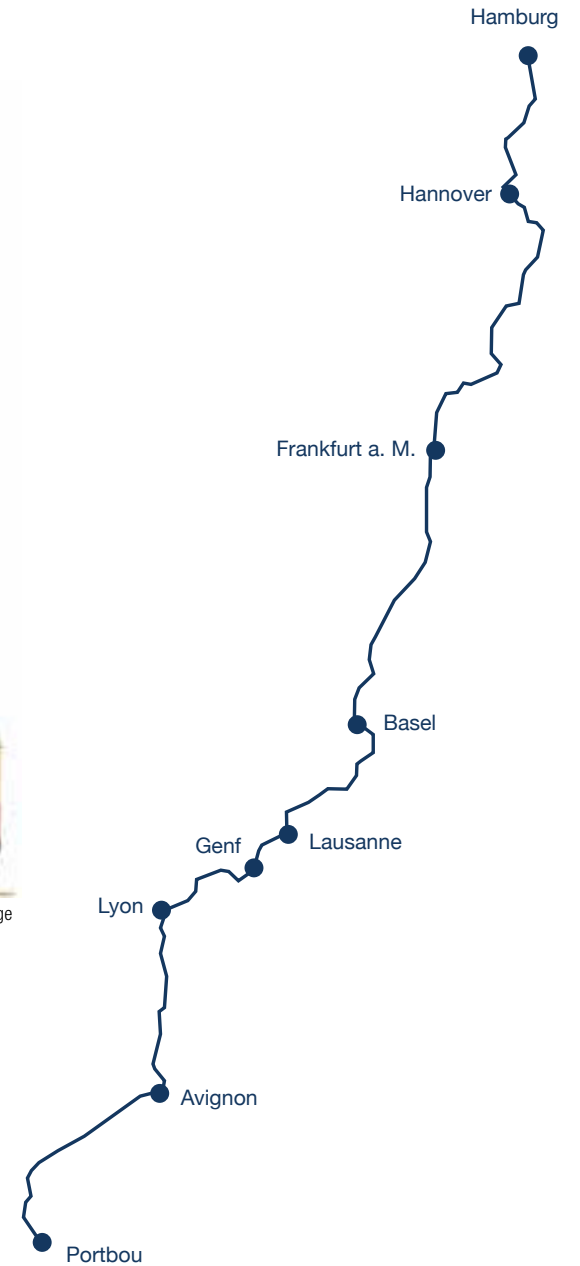 Hamburg
Hannover
Frankfurt a. M.
Basel
Lausanne
Genf
Lyon
Avignon
Portbou